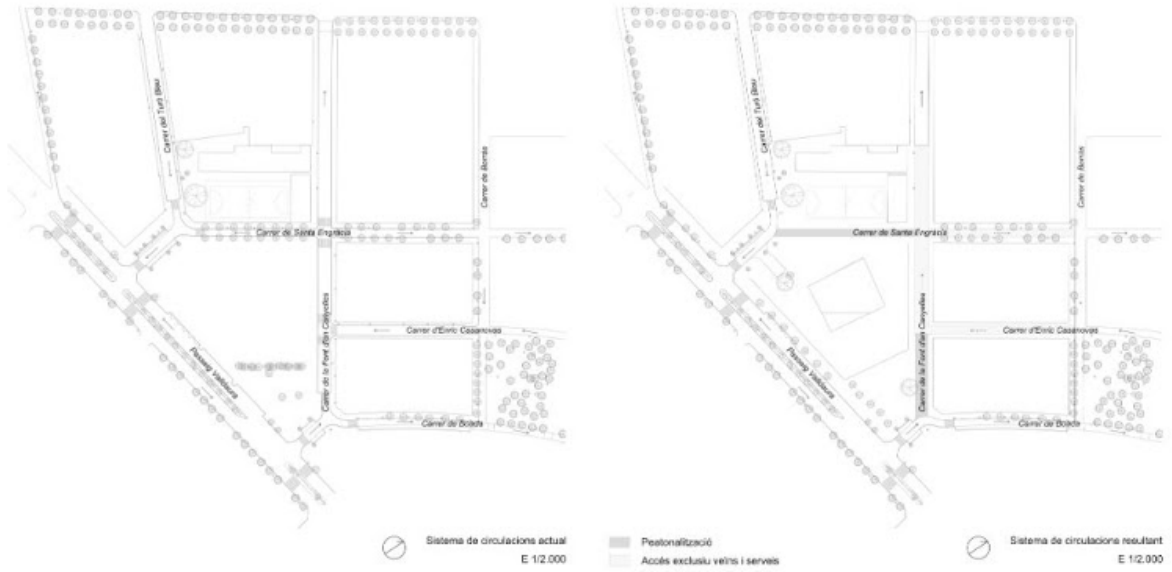 Carrer del Turó Blau
Carrer de Borràs
Carrer de Santa Engràcia
Carrer de la Font d'en Canyelles
Carrer d'Enric Casanovas
Passeig Valldaura
Carrer de Boada
Sistema de circulacions actual
E 1/2.000
Carrer del Turó Blau
Carrer de Borràs
Carrer de Santa Engràcia
Carrer de la Font d'en Canyelles
Carrer d'Enric Casanovas
Passeig Valldaura
Carrer de Boada
Peatonalització
Accés exclusiu veïns i serveis
Sistema de circulacions resultant
E 1/2.000